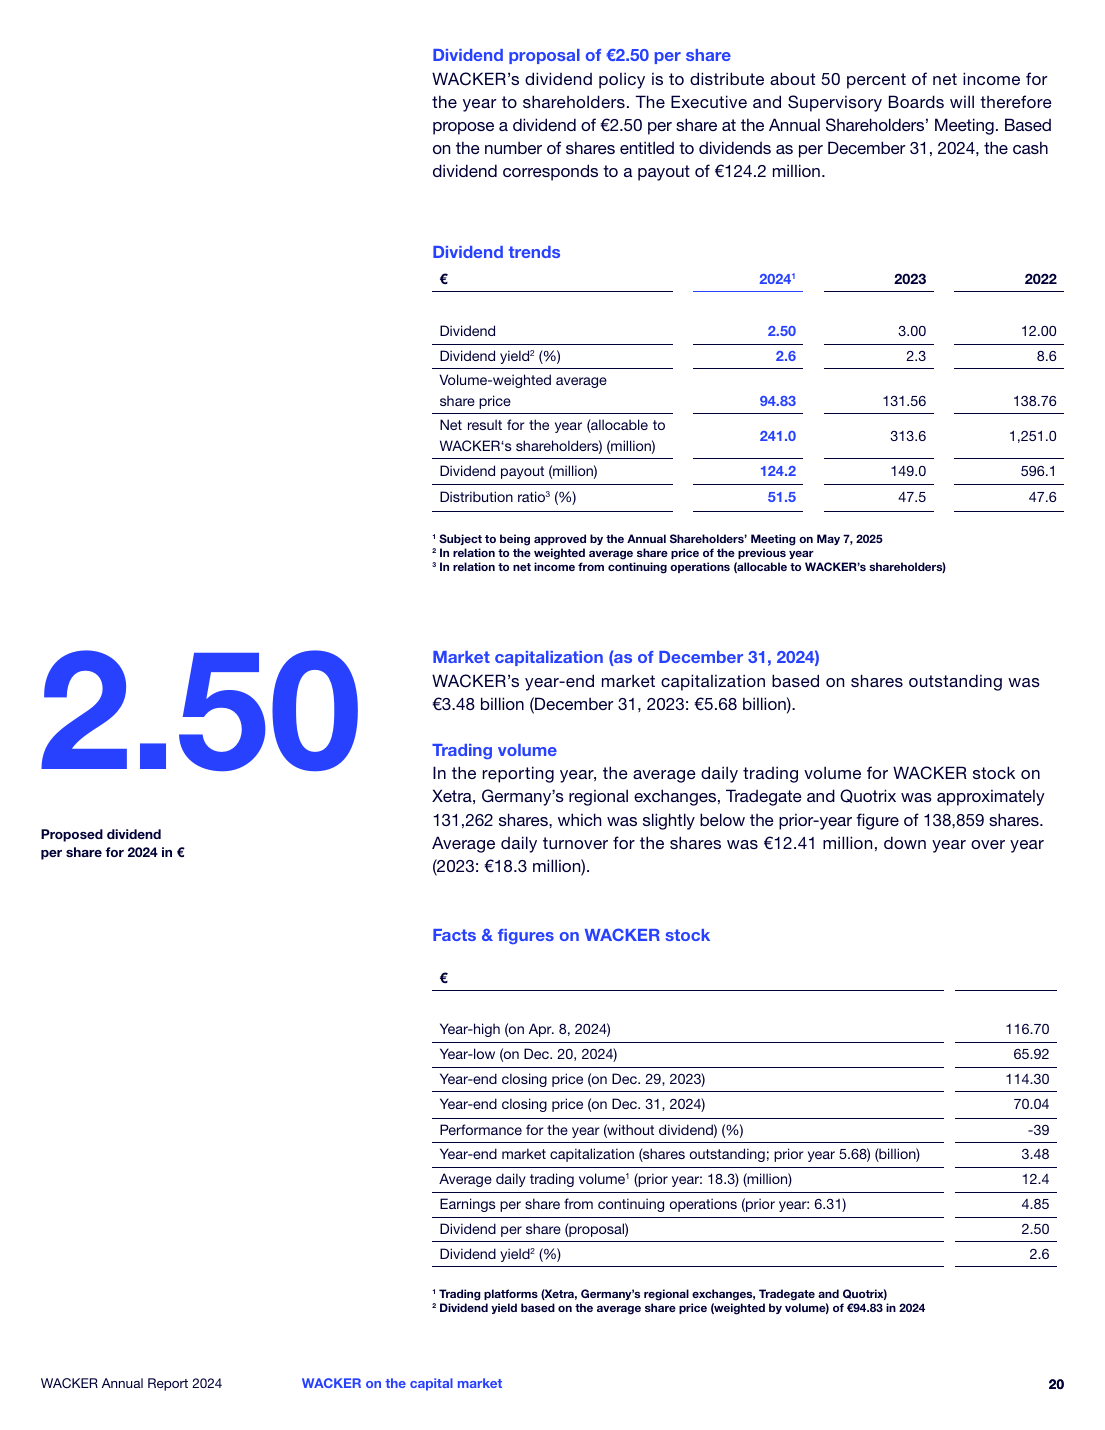 Dividend proposal of €2.50 per share
WACKER's dividend policy is to distribute about 50 percent of net income for
the year to shareholders. The Executive and Supervisory Boards will therefore
propose a dividend of €2.50 per share at the Annual Shareholders' Meeting. Based
on the number of shares entitled to dividends as per December 31, 2024, the cash
dividend corresponds to a payout of €124.2 million.
Dividend trends
€ 2024¹ 2023 2022
Dividend 2.50 3.00 12.00
Dividend yield² (%) 2.6 2.3 8.6
Volume-weighted average
share price 94.83 131.56 138.76
Net result for the year (allocable to
WACKER‘s shareholders) (million) 241.0 313.6 1,251.0
Dividend payout (million) 124.2 149.0 596.1
Distribution ratio³ (%) 51.5 47.5 47.6
¹ Subject to being approved by the Annual Shareholders' Meeting on May 7, 2025
² In relation to the weighted average share price of the previous year
³ In relation to net income from continuing operations (allocable to WACKER's shareholders)
2.50
Proposed dividend
per share for 2024 in €
Market capitalization (as of December 31, 2024)
WACKER's year-end market capitalization based on shares outstanding was
€3.48 billion (December 31, 2023: €5.68 billion).
Trading volume
In the reporting year, the average daily trading volume for WACKER stock on
Xetra, Germany's regional exchanges, Tradegate and Quotrix was approximately
131,262 shares, which was slightly below the prior-year figure of 138,859 shares.
Average daily turnover for the shares was €12.41 million, down year over year
(2023: €18.3 million).
Facts & figures on WACKER stock
€
Year-high (on Apr. 8, 2024) 116.70
Year-low (on Dec. 20, 2024) 65.92
Year-end closing price (on Dec. 29, 2023) 114.30
Year-end closing price (on Dec. 31, 2024) 70.04
Performance for the year (without dividend) (%) -39
Year-end market capitalization (shares outstanding; prior year 5.68) (billion) 3.48
Average daily trading volume¹ (prior year: 18.3) (million) 12.4
Earnings per share from continuing operations (prior year: 6.31) 4.85
Dividend per share (proposal) 2.50
Dividend yield² (%) 2.6
¹ Trading platforms (Xetra, Germany's regional exchanges, Tradegate and Quotrix)
² Dividend yield based on the average share price (weighted by volume) of €94.83 in 2024
WACKER Annual Report 2024 WACKER on the capital market 20